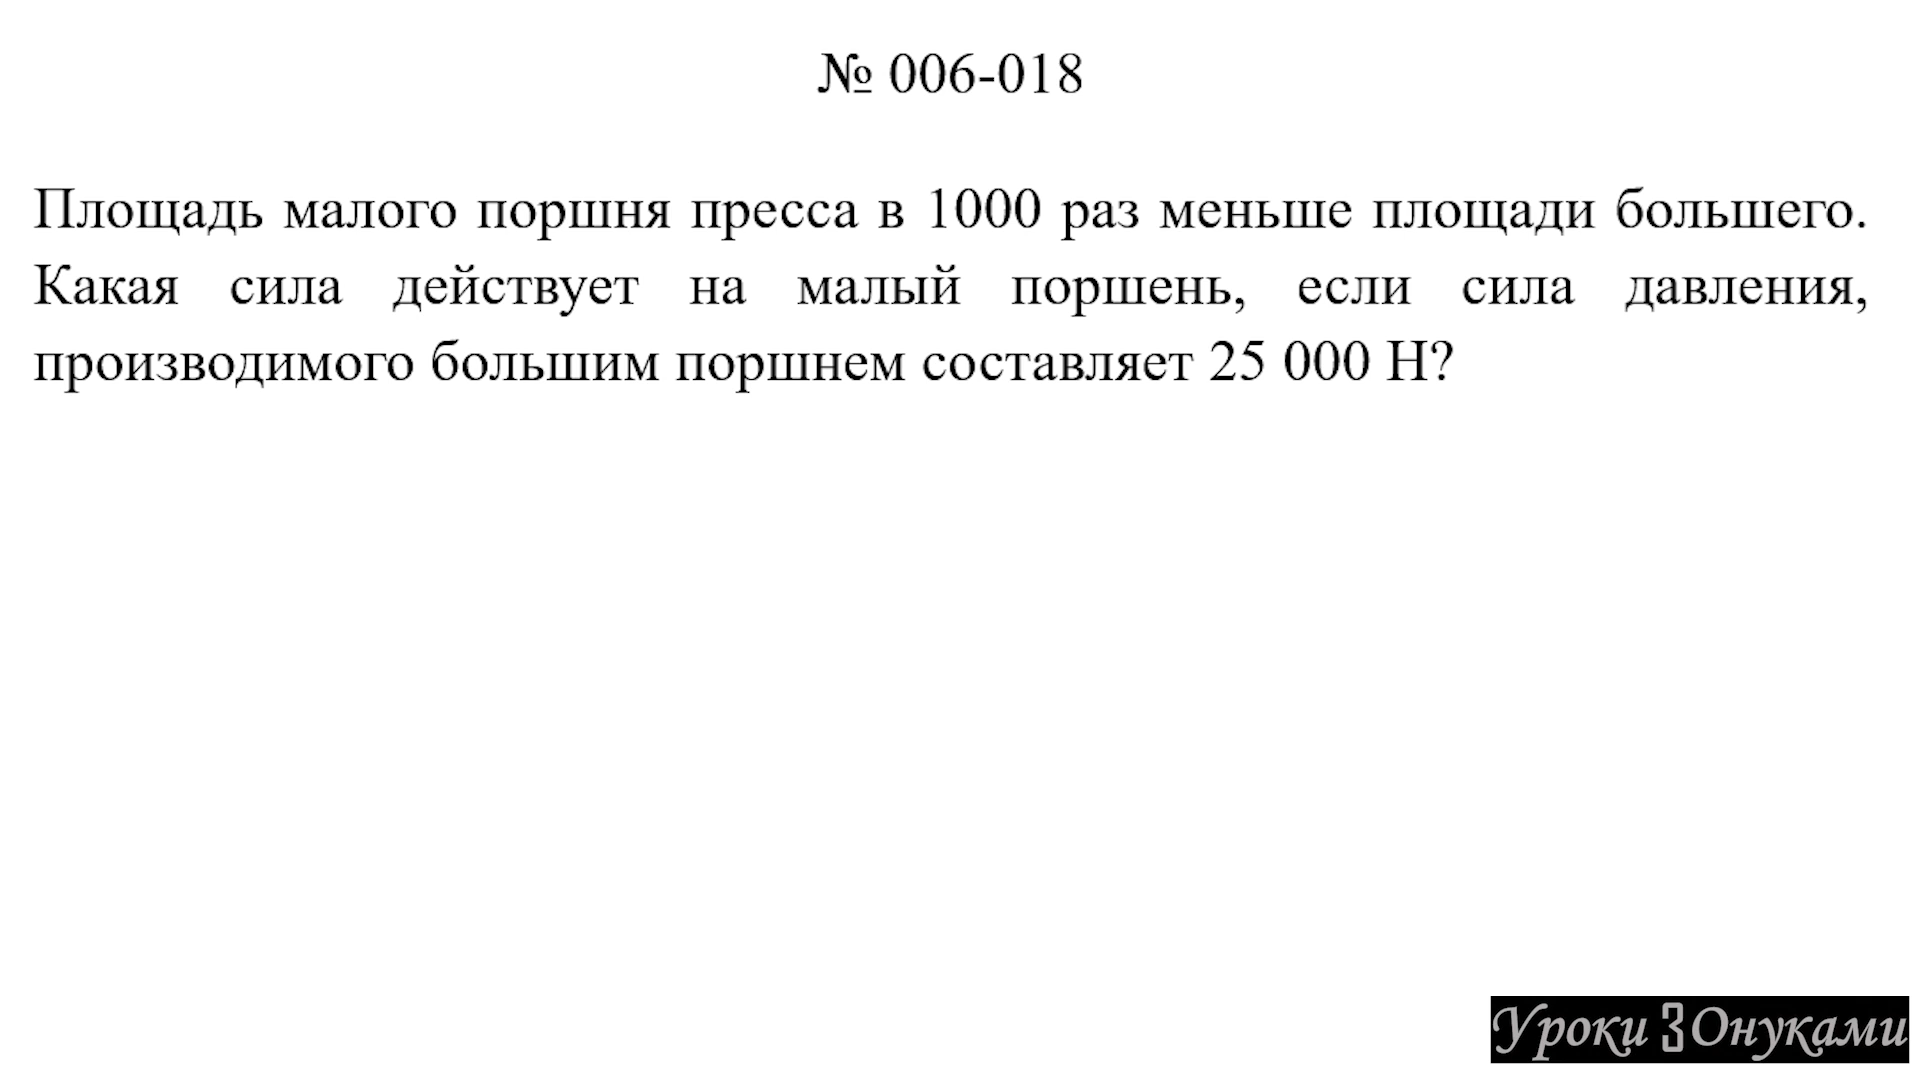 № 006-018
Площадь малого поршня пресса в 1000 раз меньше площади большего.
Какая сила действует на малый поршень, если сила давления,
производимого большим поршнем составляет 25 000 Н?
Уроки З Онуками